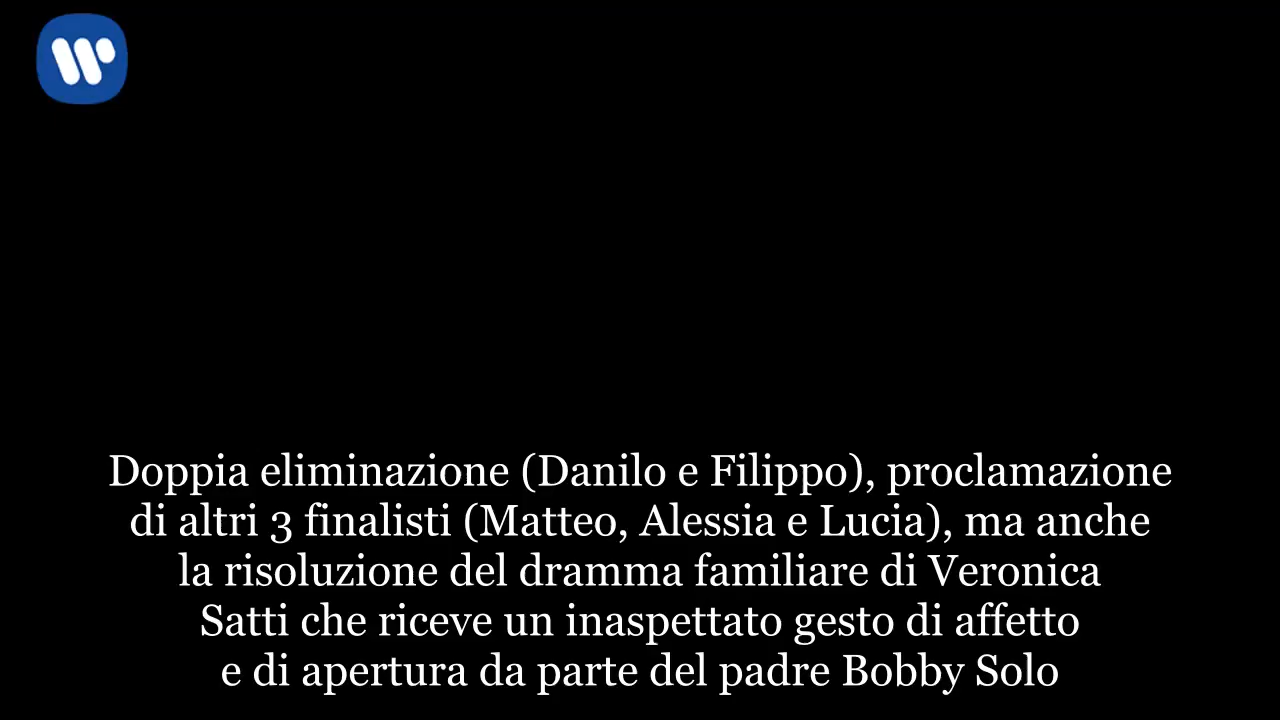 Doppia eliminazione (Danilo e Filippo), proclamazione
di altri 3 finalisti (Matteo, Alessia e Lucia), ma anche
la risoluzione del dramma familiare di Veronica
Satti che riceve un inaspettato gesto di affetto
e di apertura da parte del padre Bobby Solo